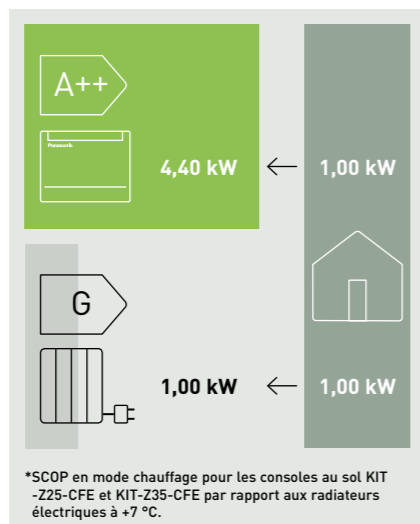 A++
Panasonic
4,40 kW
1,00 kW
G
1,00 kW
1,00 kW
*SCOP en mode chauffage pour les consoles au sol KIT
-Z25-CFE et KIT-Z35-CFE par rapport aux radiateurs
électriques à +7 °C.